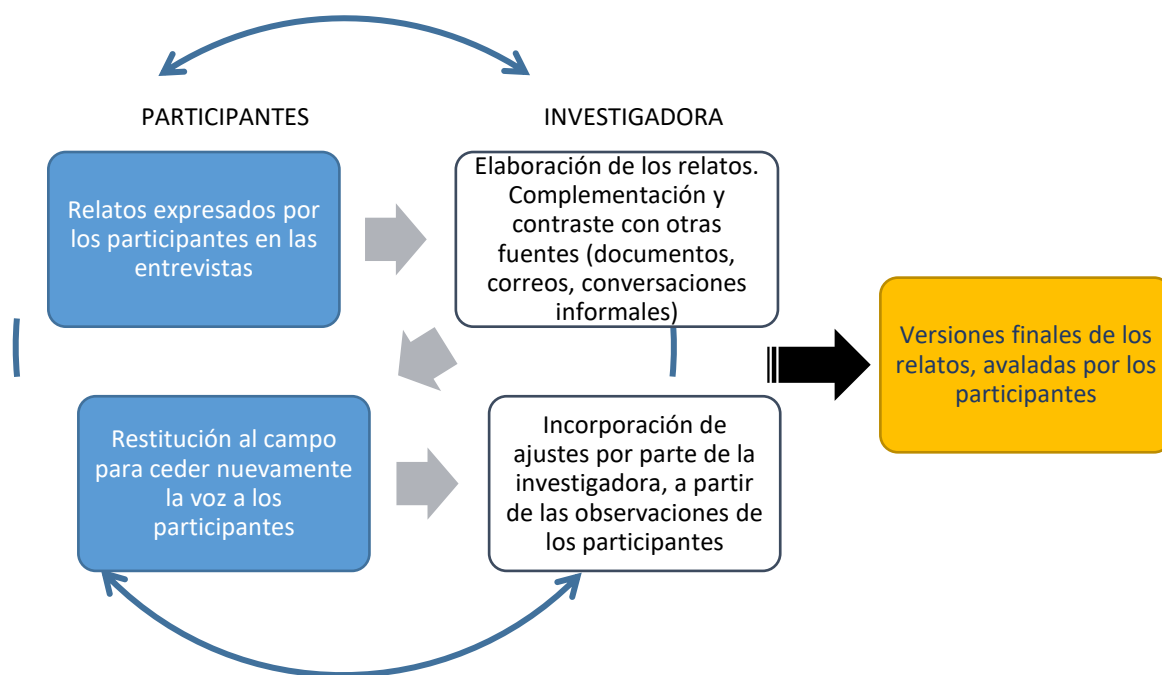 PARTICIPANTES
INVESTIGADORA
Relatos expresados por
los participantes en las
entrevistas
Elaboración de los relatos.
Complementación y
contraste con otras
fuentes (documentos,
correos, conversaciones
informales)
Restitución al campo
para ceder nuevamente
la voz a los
participantes
Incorporación de
ajustes por parte de la
investigadora, a partir
de las observaciones de
los participantes
Versiones finales de los
relatos, avaladas por los
participantes